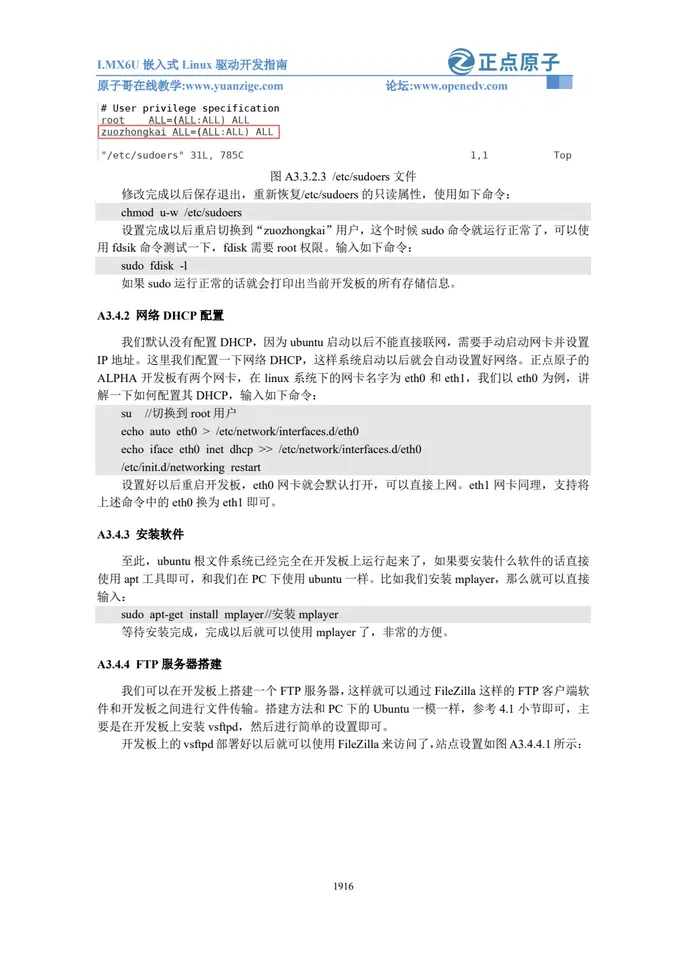 I.MX6U 嵌入式 Linux 驱动开发指南
正点原子
原子哥在线教学:www.yuanzige.com 论坛:www.openedv.com
# User privilege specification
root ALL=(ALL:ALL) ALL
zuozhongkai ALL=(ALL:ALL) ALL
"/etc/sudoers" 31L, 785C 1,1 Top
图 A3.3.2.3 /etc/sudoers 文件
修改完成以后保存退出，重新恢复/etc/sudoers 的只读属性，使用如下命令：
chmod u-w /etc/sudoers
设置完成以后重启切换到“zuozhongkai”用户，这个时候 sudo 命令就运行正常了，可以使
用 fdsik 命令测试一下，fdisk 需要 root 权限。输入如下命令：
sudo fdisk -l
如果 sudo 运行正常的话就会打印出当前开发板的所有存储信息。
A3.4.2 网络 DHCP 配置
我们默认没有配置 DHCP，因为 ubuntu 启动以后不能直接联网，需要手动启动网卡并设置
IP 地址。这里我们配置一下网络 DHCP，这样系统启动以后就会自动设置好网络。正点原子的
ALPHA 开发板有两个网卡，在 linux 系统下的网卡名字为 eth0 和 eth1，我们以 eth0 为例，讲
解一下如何配置其 DHCP，输入如下命令：
su //切换到 root 用户
echo auto eth0 > /etc/network/interfaces.d/eth0
echo iface eth0 inet dhcp >> /etc/network/interfaces.d/eth0
/etc/init.d/networking restart
设置好以后重启开发板，eth0 网卡就会默认打开，可以直接上网。eth1 网卡同理，支持将
上述命令中的 eth0 换为 eth1 即可。
A3.4.3 安装软件
至此，ubuntu 根文件系统已经完全在开发板上运行起来了，如果要安装什么软件的话直接
使用 apt 工具即可，和我们在 PC 下使用 ubuntu 一样。比如我们安装 mplayer，那么就可以直接
输入：
sudo apt-get install mplayer//安装 mplayer
等待安装完成，完成以后就可以使用 mplayer 了，非常的方便。
A3.4.4 FTP 服务器搭建
我们可以在开发板上搭建一个 FTP 服务器，这样就可以通过 FileZilla 这样的 FTP 客户端软
件和开发板之间进行文件传输。搭建方法和 PC 下的 Ubuntu 一模一样，参考 4.1 小节即可，主
要是在开发板上安装 vsftpd，然后进行简单的设置即可。
开发板上的 vsftpd 部署好以后就可以使用 FileZilla 来访问了，站点设置如图 A3.4.4.1 所示：
1916